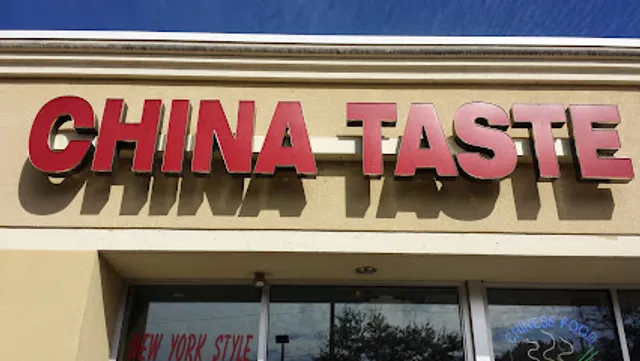 CHINA TASTE
NEW YORK STYLE
CHINESE FOOD